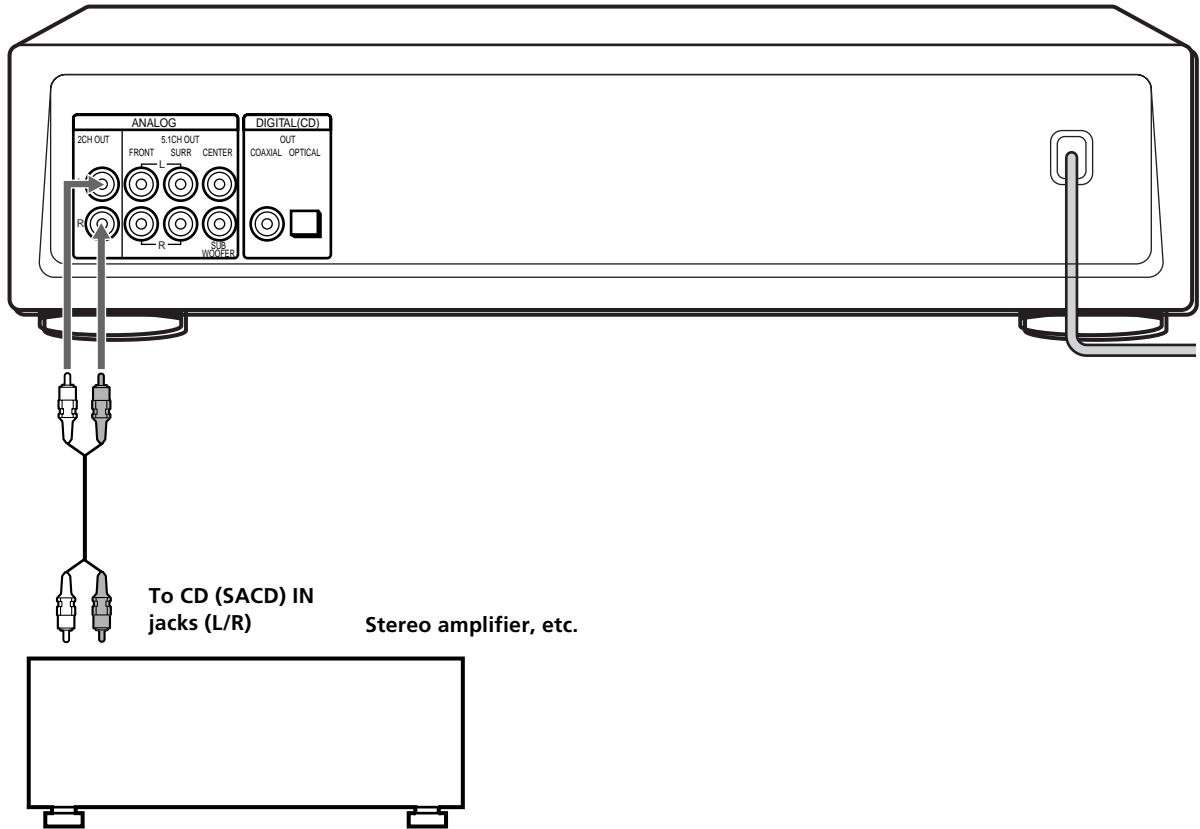 ANALOG
DIGITAL(CD)
2CH OUT
5.1CH OUT
OUT
FRONT
SURR
CENTER
COAXIAL
OPTICAL
L
R
R
SUB
WOOFER
To CD (SACD) IN
jacks (L/R)
Stereo amplifier, etc.